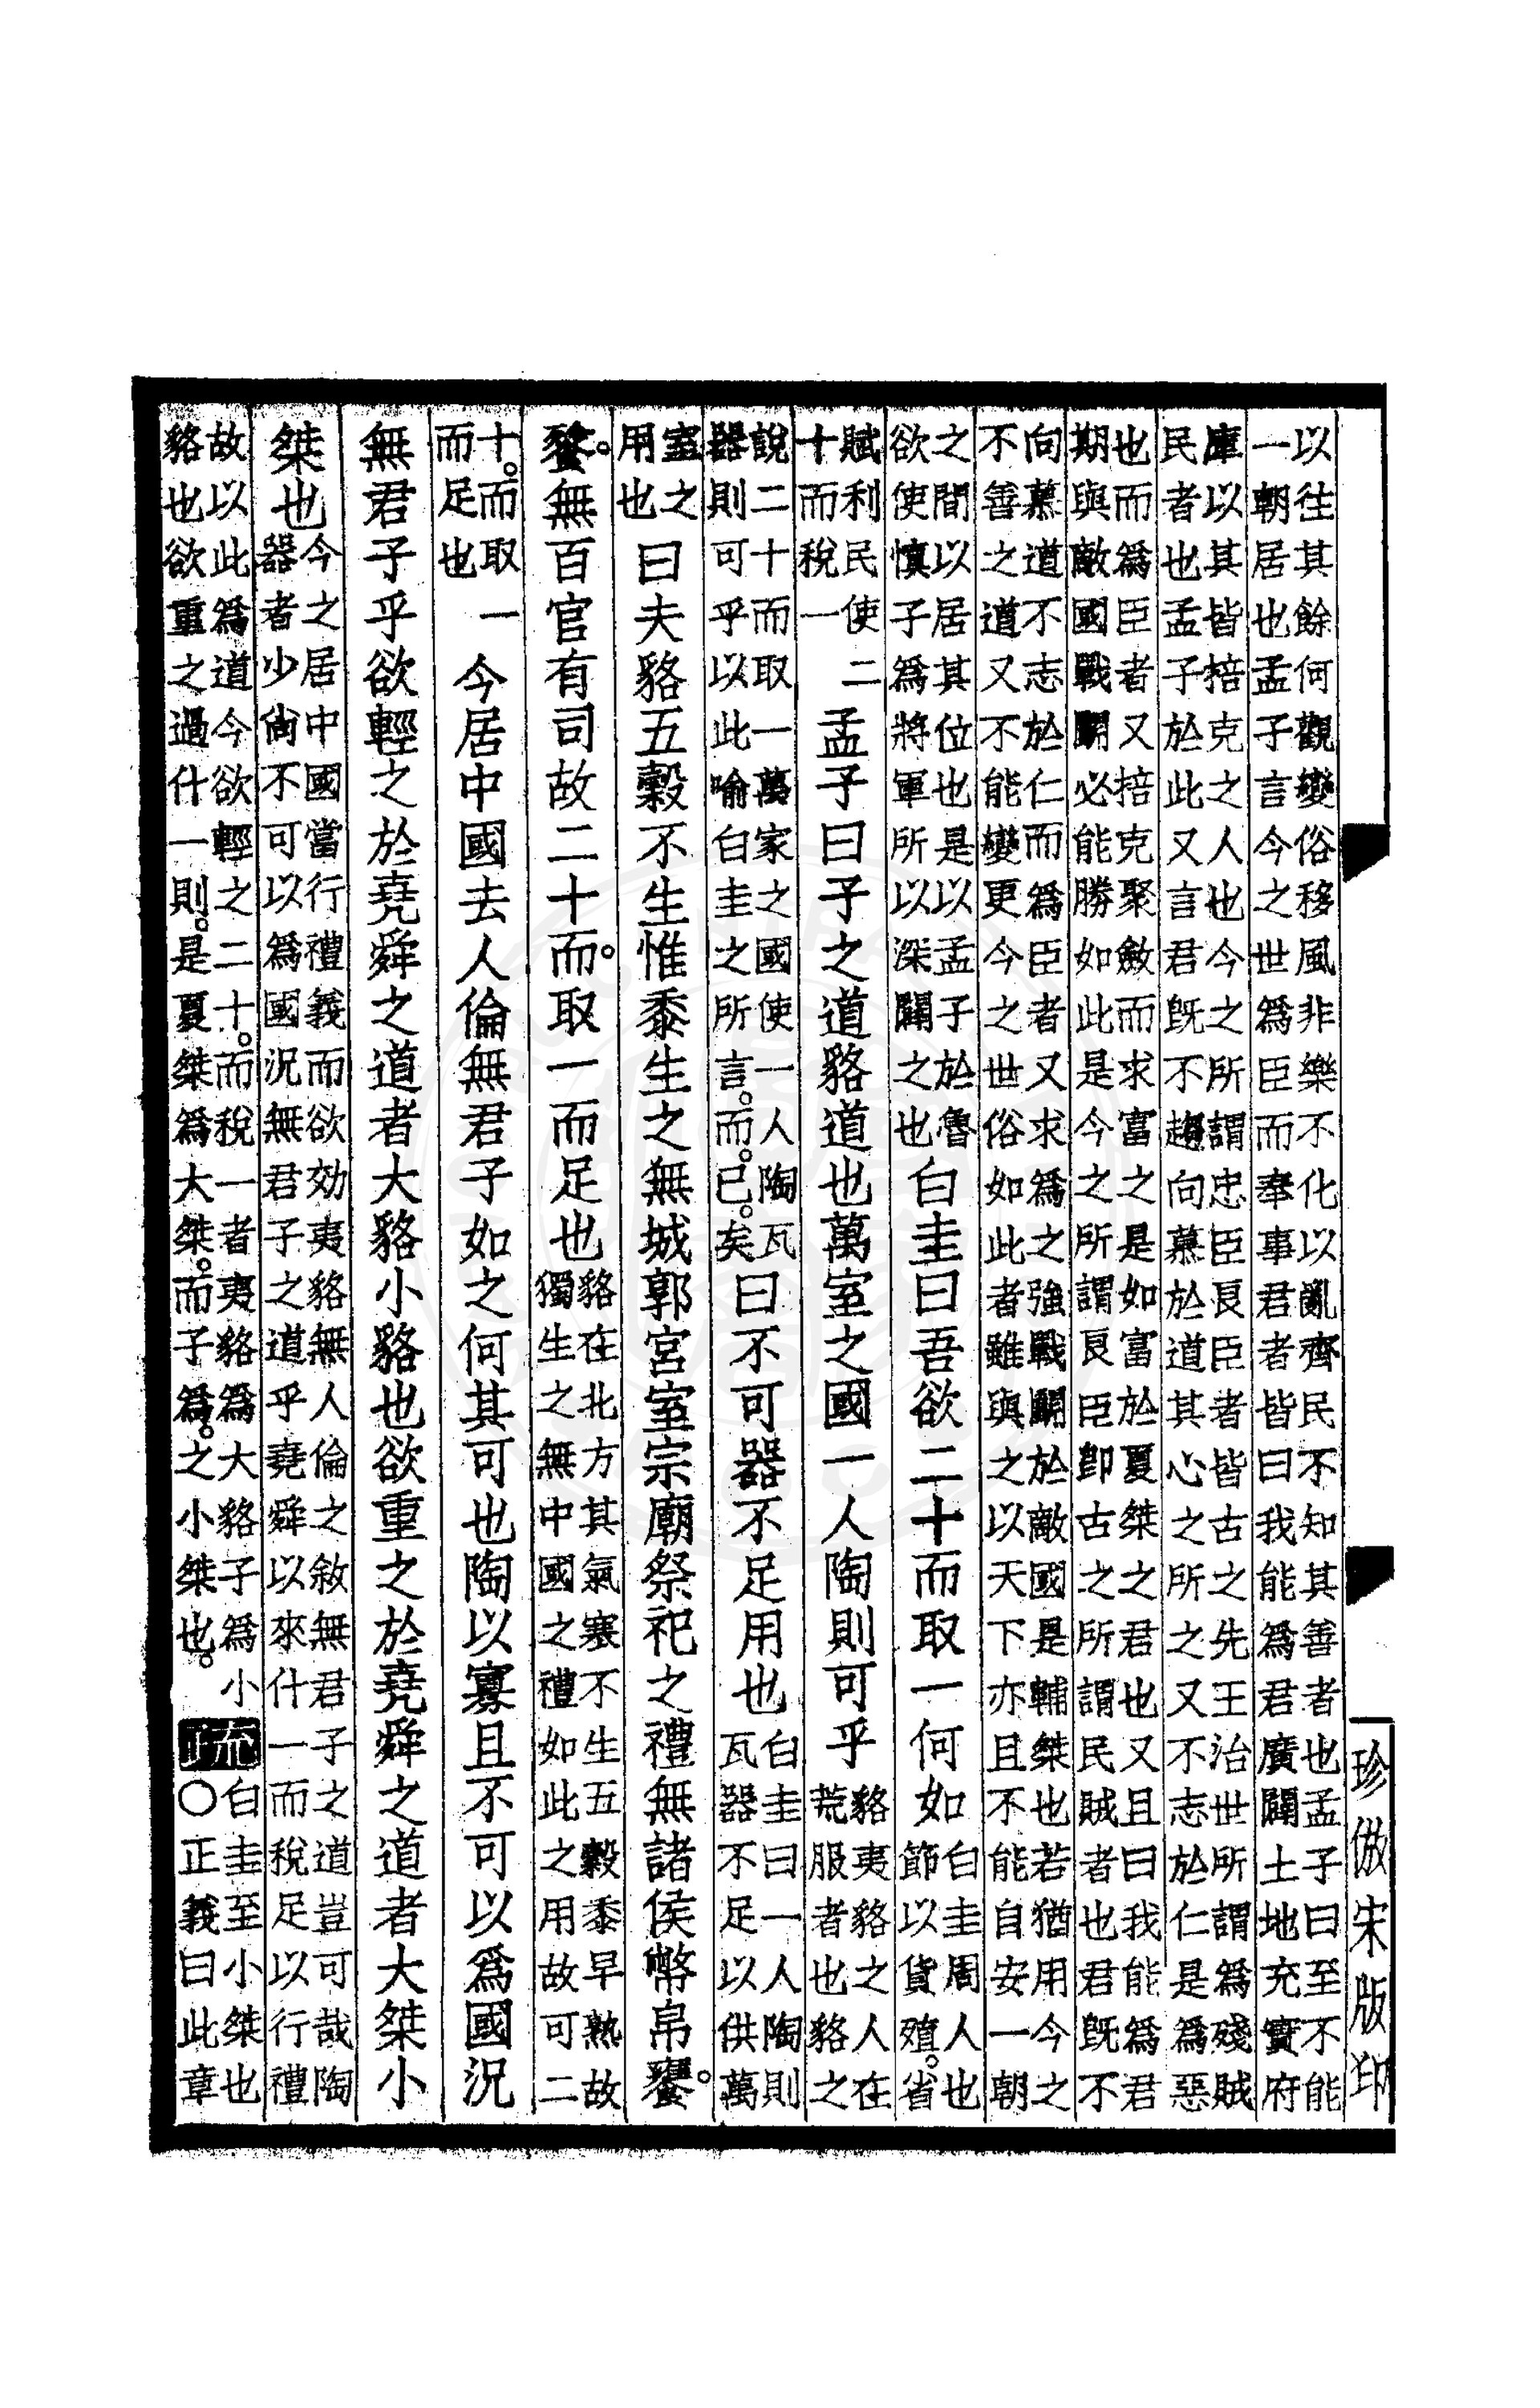 以往其餘何觀變俗移風非樂不化以亂齊民不知其善者也孟子曰至不能
一朝居也孟子言今之世爲臣而奉事君者皆曰我能爲君廣闢土地充實府
庫以其皆掊克之人也今之所謂忠臣良臣者皆古之先王治世所謂爲殘賊
民者也孟子於此又言君既不趨向慕於道其心之所之又不志於仁是爲惡
也而爲臣者又掊克聚斂而求富之是如富於夏桀之君也又且曰我能爲君
期與敵國戰鬭必能勝如此是今之所謂良臣卽古之所謂民賊者也君既不
向慕道不志於仁而爲臣者又求爲之強戰鬭於敵國是輔桀也若猶用今之
不善之道又不能變更今之世俗如此者雖與之以天下亦且不能自安一朝
之間以居其位也是以孟子於魯
欲使慎子爲將軍所以深闢之也
白圭曰吾欲二十而取一何如
白圭周人也
節以貨殖。省
賦利民使二
十而稅一
孟子曰子之道貉道也萬室之國一人陶則可乎
貉夷貉之人在
荒服者也貉之
說二十而取一萬家之國使一人陶瓦
器則可乎以此喻白圭之所言。而。已。矣
曰不可器不足用也
白圭曰一人陶則
瓦器不足以供萬
室之
用也
曰夫貉五穀不生惟黍生之無城郭宮室宗廟祭祀之禮無諸侯幣帛饔。
飧。無百官有司故二十而。取一而足也
貉在北方其氣寒不生五穀黍早熟故
獨生之無中國之禮如此之用故可二
十。而取一
而足也
今居中國去人倫無君子如之何其可也陶以寡且不可以爲國況
無君子乎欲輕之於堯舜之道者大貉小貉也欲重之於堯舜之道者大桀小
桀也
今之居中國當行禮義而欲効夷貉無人倫之敘無君子之道豈可哉陶
器者少尙不可以爲國況無君子之道乎堯舜以來什一而稅足以行禮
故以此爲道今欲輕之二十。而稅一者夷貉爲大貉子爲小
貉也欲重之過什一則。是夏桀爲大桀。而子爲。之小桀也。
疏
白圭至小桀也
○正義曰此章
珍倣宋版印